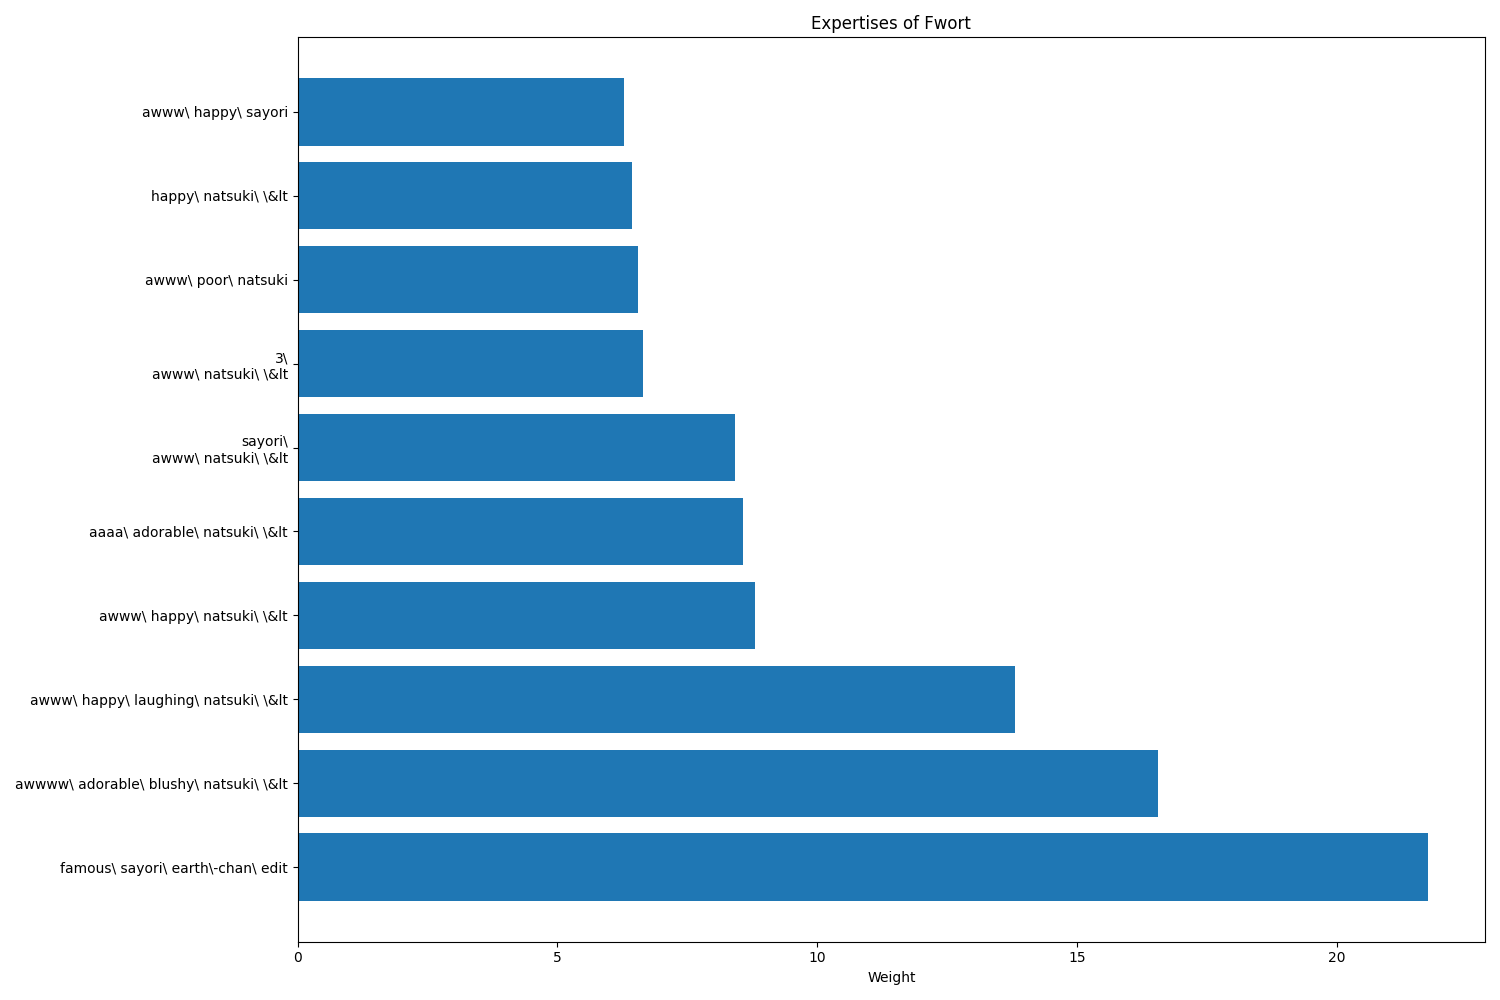 Expertises of Fwort
awww\ happy\ sayori
happy\ natsuki\ \&lt
awww\ poor\ natsuki
3\
awww\ natsuki\ \&lt
sayori\
awww\ natsuki\ \&lt
aaaa\ adorable\ natsuki\ \&lt
awww\ happy\ natsuki\ \&lt
awww\ happy\ laughing\ natsuki\ \&lt
awwww\ adorable\ blushy\ natsuki\ \&lt
famous\ sayori\ earth\-chan\ edit
0 5 10 15 20
Weight